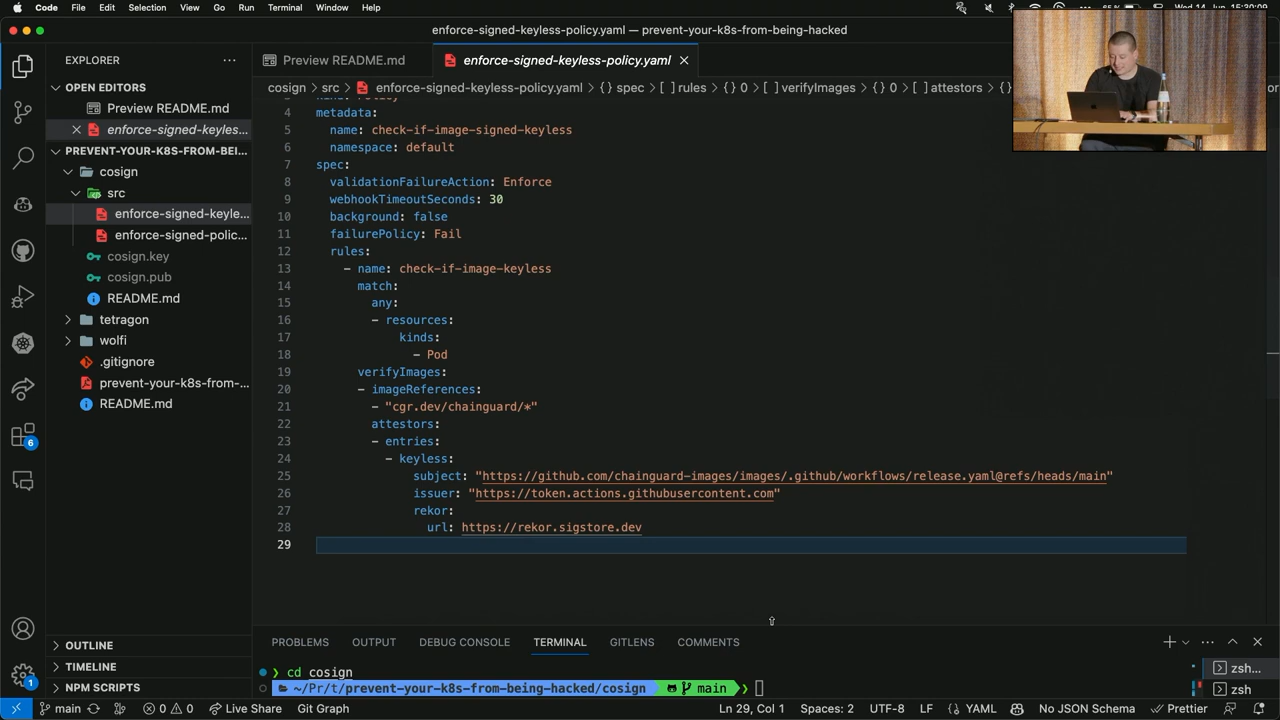 Code File Edit Selection View Go Run Terminal Window Help
65 % Wed 14. Jun 15:30:09
enforce-signed-keyless-policy.yaml — prevent-your-k8s-from-being-hacked
EXPLORER
Preview README.md
enforce-signed-keyless-policy.yaml
OPEN EDITORS
Preview README.md
enforce-signed-keyles...
PREVENT-YOUR-K8S-FROM-BEI...
cosign
src
enforce-signed-keyle...
enforce-signed-polic...
cosign.key
cosign.pub
README.md
tetragon
wolfi
.gitignore
prevent-your-k8s-from-...
README.md
OUTLINE
TIMELINE
NPM SCRIPTS
6
1
cosign > src > enforce-signed-keyless-policy.yaml > {} spec > [ ] rules > {} 0 > [ ] verifyImages > {} 0 > [ ] attestors >
4 metadata:
5 name: check-if-image-signed-keyless
6 namespace: default
7 spec:
8 validationFailureAction: Enforce
9 webhookTimeoutSeconds: 30
10 background: false
11 failurePolicy: Fail
12 rules:
13 - name: check-if-image-keyless
14 match:
15 any:
16 - resources:
17 kinds:
18 - Pod
19 verifyImages:
20 - imageReferences:
21 - "cgr.dev/chainguard/*"
22 attestors:
23 - entries:
24 - keyless:
25 subject: "https://github.com/chainguard-images/images/.github/workflows/release.yaml@refs/heads/main"
26 issuer: "https://token.actions.githubusercontent.com"
27 rekor:
28 url: https://rekor.sigstore.dev
29
PROBLEMS OUTPUT DEBUG CONSOLE TERMINAL GITLENS COMMENTS
❯ cd cosign
~/Pr/t/prevent-your-k8s-from-being-hacked/cosign main ❯
zsh...
zsh
main 0 0 Live Share Git Graph Ln 29, Col 1 Spaces: 2 UTF-8 LF {} YAML No JSON Schema Prettier